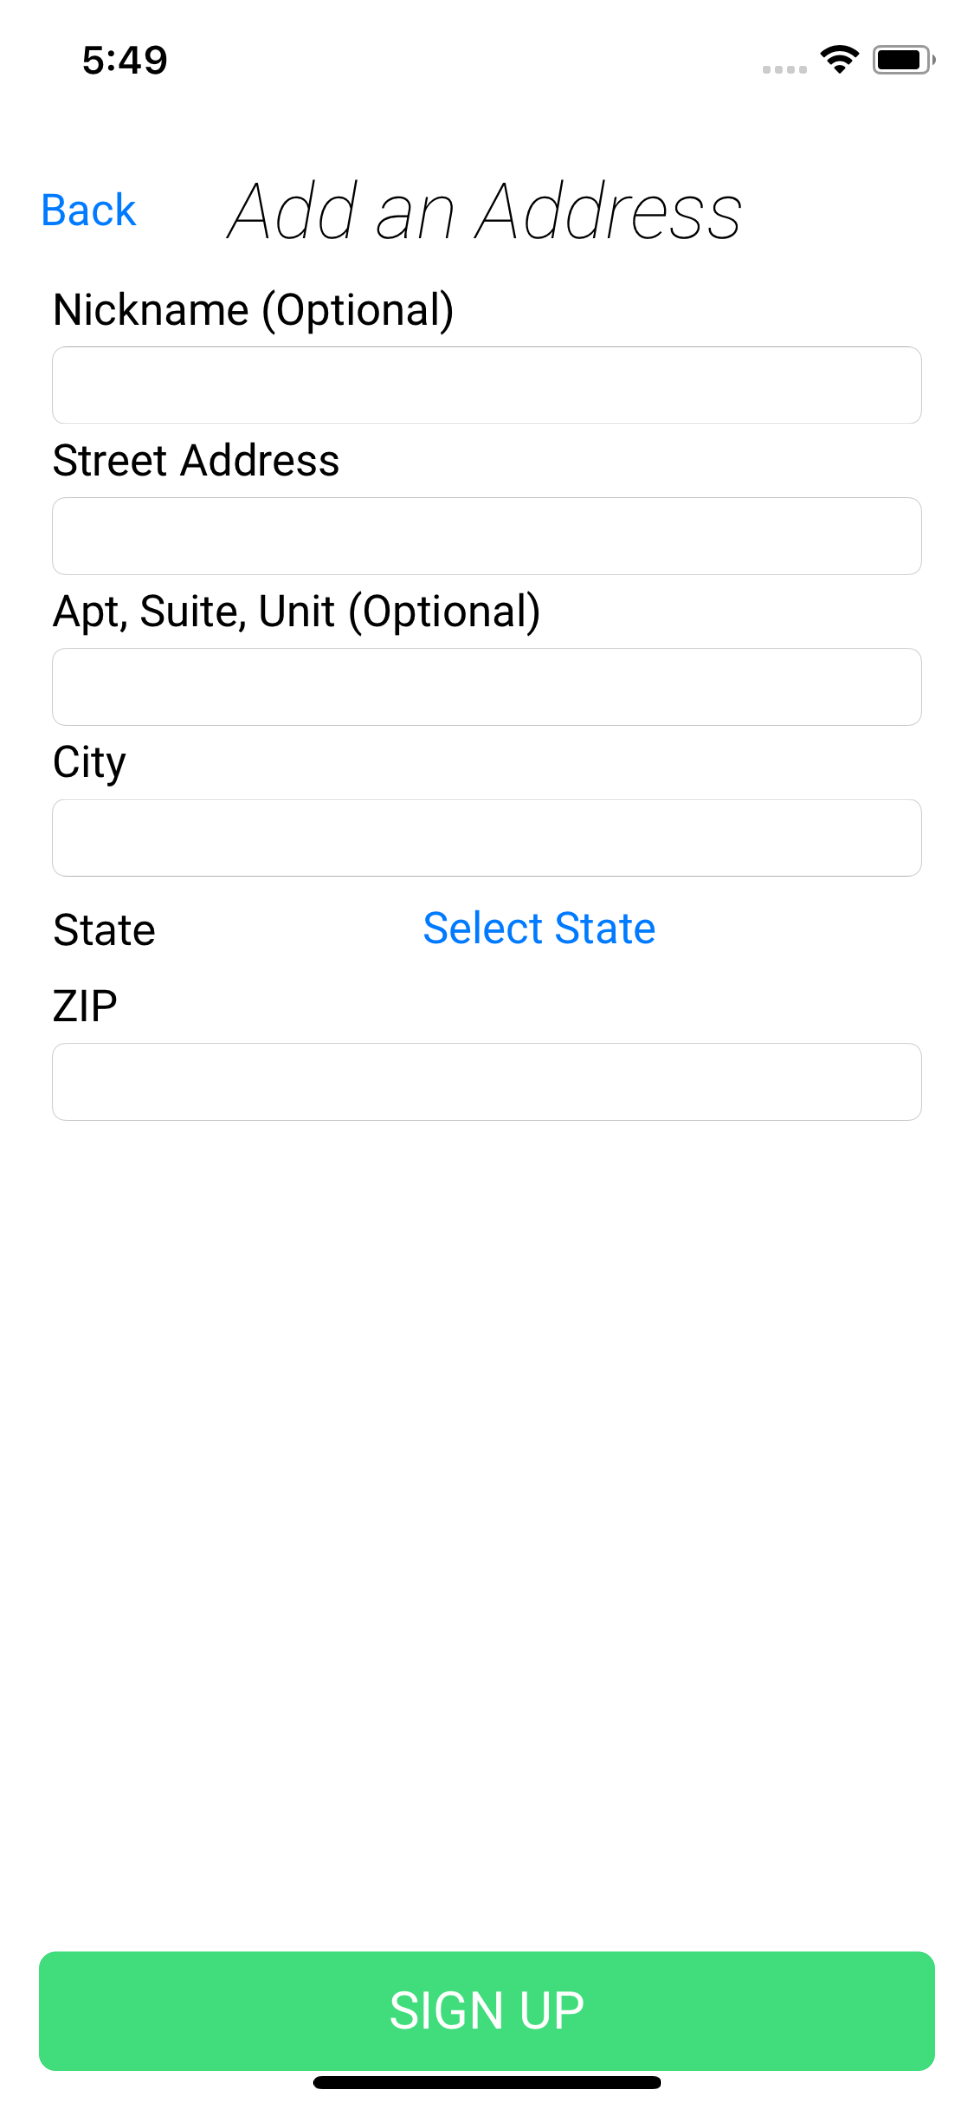 5:49
Back
Add an Address
Nickname (Optional)
Street Address
Apt, Suite, Unit (Optional)
City
State
Select State
ZIP
SIGN UP